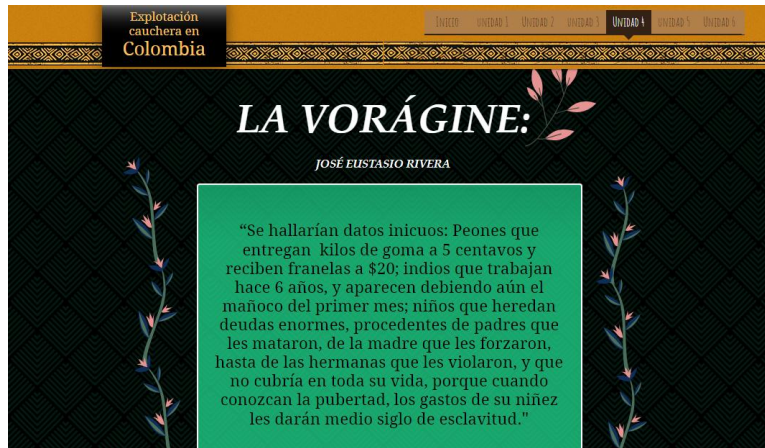 Explotación
cauchera en
Colombia
Inicio unidad 1 Unidad 2 unidad 3 Unidad 4 unidad 5 Unidad 6
LA VORÁGINE:
JOSÉ EUSTASIO RIVERA
“Se hallarían datos inicuos: Peones que
entregan kilos de goma a 5 centavos y
reciben franelas a $20; indios que trabajan
hace 6 años, y aparecen debiendo aún el
mañoco del primer mes; niños que heredan
deudas enormes, procedentes de padres que
les mataron, de la madre que les forzaron,
hasta de las hermanas que les violaron, y que
no cubría en toda su vida, porque cuando
conozcan la pubertad, los gastos de su niñez
les darán medio siglo de esclavitud."